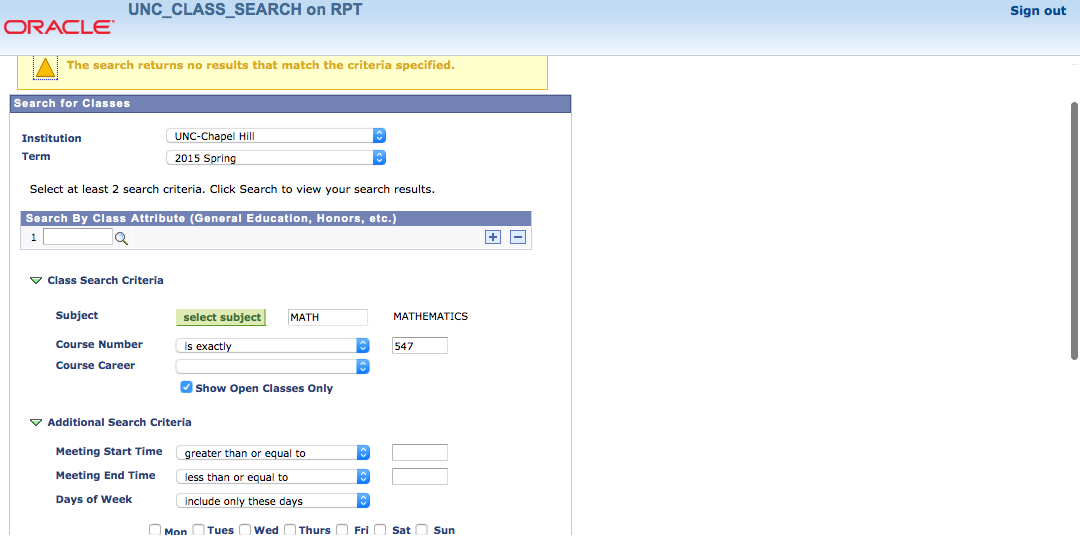 UNC_CLASS_SEARCH on RPT
Sign out
ORACLE
The search returns no results that match the criteria specified.
Search for Classes
Institution UNC-Chapel Hill
Term 2015 Spring
Select at least 2 search criteria. Click Search to view your search results.
Search By Class Attribute (General Education, Honors, etc.)
1
Class Search Criteria
Subject select subject MATH MATHEMATICS
Course Number is exactly 547
Course Career
Show Open Classes Only
Additional Search Criteria
Meeting Start Time greater than or equal to
Meeting End Time less than or equal to
Days of Week include only these days
Mon Tues Wed Thurs Fri Sat Sun